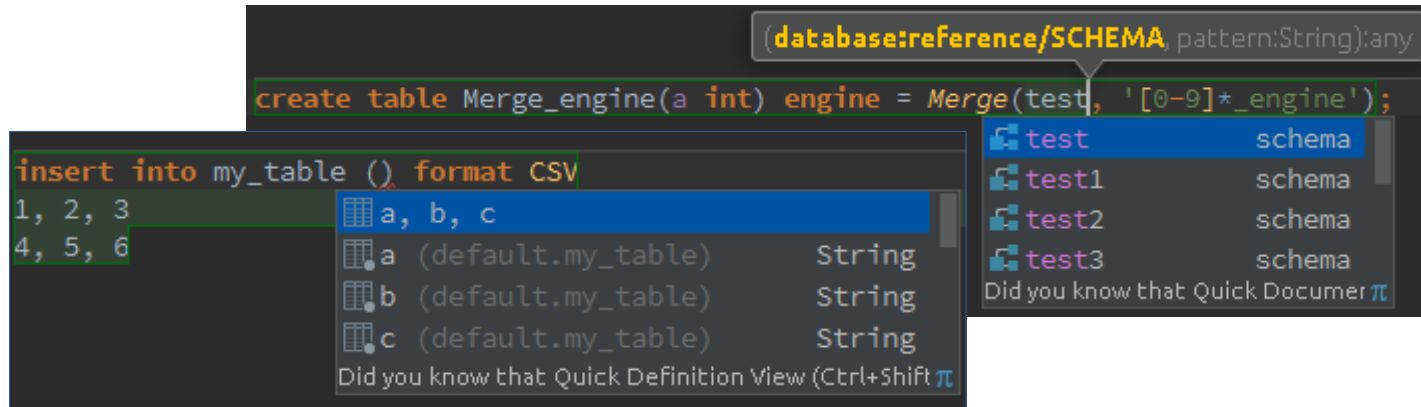 (database:reference/SCHEMA, pattern:String):any
create table Merge_engine(a int) engine = Merge(test, '[0-9]*_engine');
test schema
test1 schema
test2 schema
test3 schema
Did you know that Quick Documer π
insert into my_table () format CSV
1, 2, 3
4, 5, 6
a, b, c
a (default.my_table) String
b (default.my_table) String
c (default.my_table) String
Did you know that Quick Definition View (Ctrl+Shift π